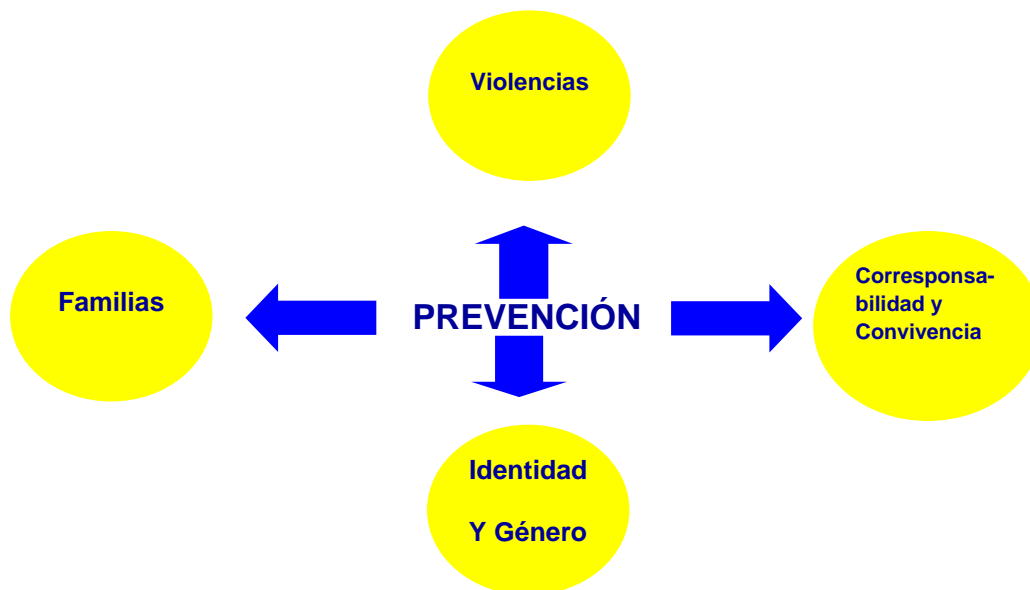 Violencias
Familias
PREVENCIÓN
Corresponsa-
bilidad y
Convivencia
Identidad
Y Género